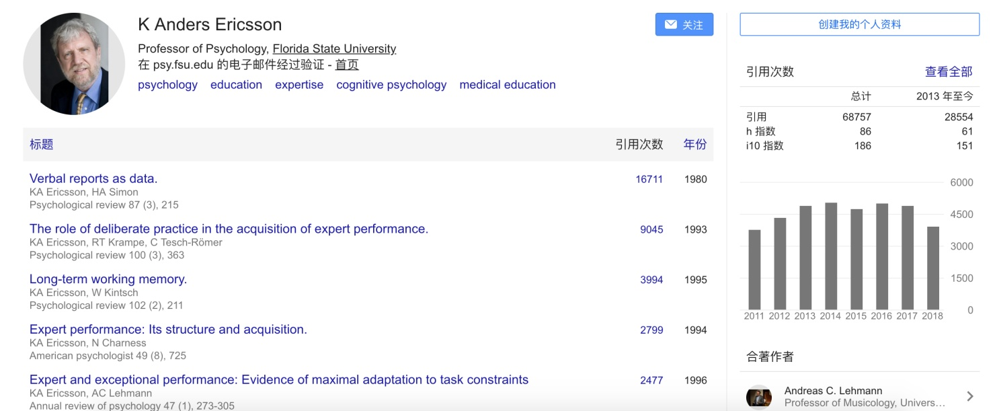 K Anders Ericsson
关注
Professor of Psychology, Florida State University
在 psy.fsu.edu 的电子邮件经过验证 - 首页
psychology education expertise cognitive psychology medical education
标题 引用次数 年份
Verbal reports as data. 16711 1980
KA Ericsson, HA Simon
Psychological review 87 (3), 215
The role of deliberate practice in the acquisition of expert performance. 9045 1993
KA Ericsson, RT Krampe, C Tesch-Römer
Psychological review 100 (3), 363
Long-term working memory. 3994 1995
KA Ericsson, W Kintsch
Psychological review 102 (2), 211
Expert performance: Its structure and acquisition. 2799 1994
KA Ericsson, N Charness
American psychologist 49 (8), 725
Expert and exceptional performance: Evidence of maximal adaptation to task constraints 2477 1996
KA Ericsson, AC Lehmann
Annual review of psychology 47 (1), 273-305
创建我的个人资料
引用次数 查看全部
总计 2013 年至今
引用 68757 28554
h 指数 86 61
i10 指数 186 151
6000
4500
3000
1500
0
2011 2012 2013 2014 2015 2016 2017 2018
合著作者
Andreas C. Lehmann
Professor of Musicology, Univers…